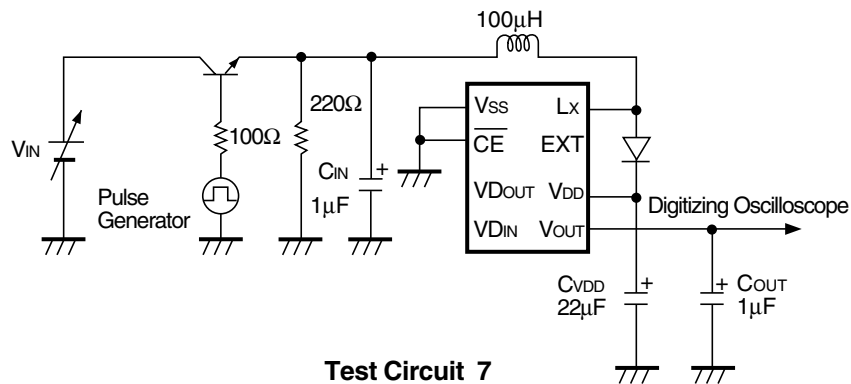 100μH
VIN
Pulse
Generator
100Ω
220Ω
CIN
+
1μF
VSS
CE
VDOUT
VDIN
LX
EXT
VDD
VOUT
Digitizing Oscilloscope
CVDD
22μF
+
COUT
1μF
+
Test Circuit 7